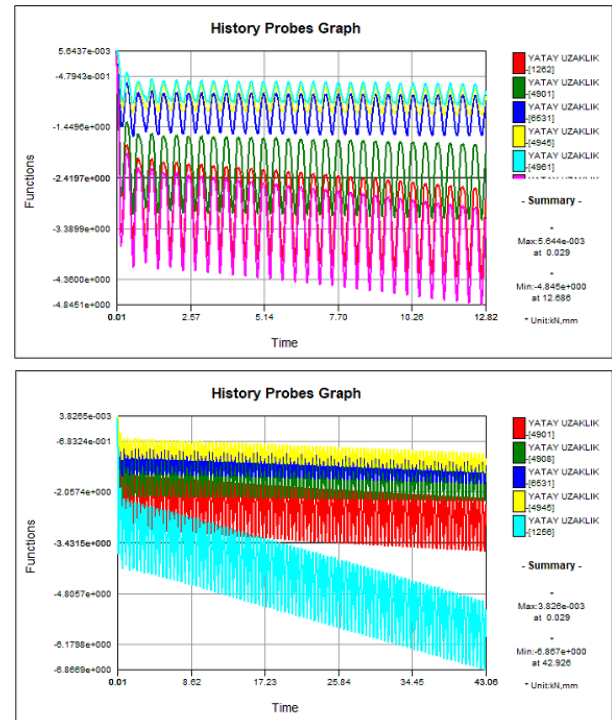 History Probes Graph
5.6437e-003
-4.7943e-001
-1.4496e+000
-2.4197e+000
-3.3899e+000
-4.3600e+000
-4.8451e+000
Functions
0.01 2.57 5.14 7.70 10.26 12.82
Time
YATAY UZAKLIK
-[1262]
YATAY UZAKLIK
-[4901]
YATAY UZAKLIK
-[6531]
YATAY UZAKLIK
-[4945]
YATAY UZAKLIK
-[4961]
- Summary -
*
Max:5.644e-003
at 0.029
*
Min:-4.845e+000
at 12.686
* Unit:kN,mm
History Probes Graph
3.8265e-003
-6.8324e-001
-2.0574e+000
-3.4315e+000
-4.8057e+000
-6.1798e+000
-6.8669e+000
Functions
0.01 8.62 17.23 25.84 34.45 43.06
Time
YATAY UZAKLIK
-[4901]
YATAY UZAKLIK
-[4908]
YATAY UZAKLIK
-[6531]
YATAY UZAKLIK
-[4945]
YATAY UZAKLIK
-[1256]
- Summary -
*
Max:3.826e-003
at 0.029
*
Min:-6.867e+000
at 42.926
* Unit:kN,mm